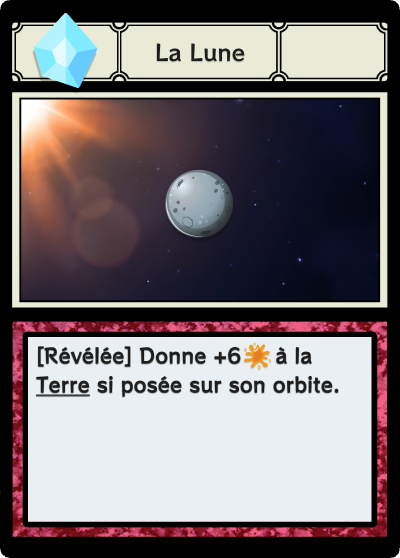 La Lune
[Révélée] Donne +6 à la
Terre si posée sur son orbite.